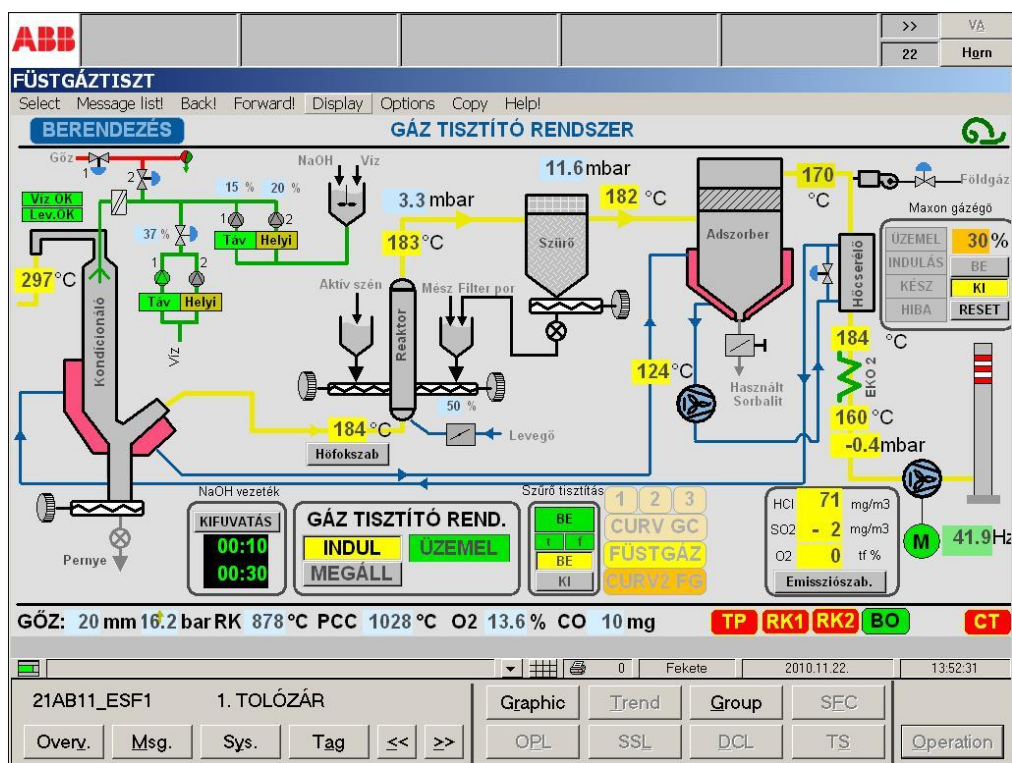 ABB
>>
VA
22
Horn
FÜSTGÁZTISZT
Select Message list! Back! Forward! Display Options Copy Help!
BERENDEZÉS
GÁZ TISZTÍTÓ RENDSZER
Gőz
1
2
NaOH
Víz
Víz OK
Lev.OK
15 % 20 %
1 2
Táv Helyi
37 %
1 2
Táv Helyi
Víz
297 °C
Kondicionáló
3.3 mbar
183 °C
11.6 mbar
182 °C
170 °C
Földgáz
Maxon gázégő
ÜZEMEL 30 %
INDULÁS BE
KÉSZ KI
HIBA RESET
Szűrő
Adszorber
Hőcserélő
Aktív szén
Mész Filter por
Reaktor
50 %
Levegő
184 °C
Hőfokszab
124 °C
Használt
Sorbalit
184 °C
EKO 2
160 °C
-0.4 mbar
Pernye
NaOH vezeték
KIFUVATÁS
00:10
00:30
GÁZ TISZTÍTÓ REND.
INDUL ÜZEMEL
MEGÁLL
Szűrő tisztítás
BE
t f
BE
KI
1 2 3
CURV GC
FÜSTGÁZ
CURV2 FG
HCl 71 mg/m3
SO2 - 2 mg/m3
O2 0 tf %
Emissziószab.
M
41.9 Hz
GŐZ: 20 mm 16.2 bar RK 878 °C PCC 1028 °C O2 13.6 % CO 10 mg TP RK1 RK2 BO CT
0 Fekete 2010.11.22. 13:52:31
21AB11_ESF1 1. TOLÓZÁR
Graphic Trend Group SFC
Overv. Msg. Sys. Tag << >>
OPL SSL DCL TS Operation